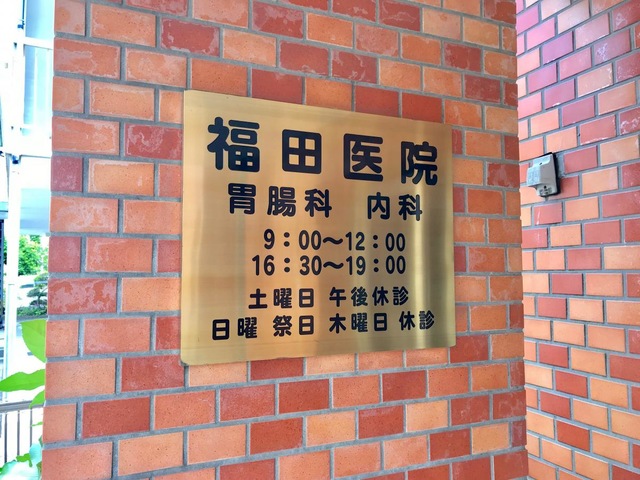 福田医院
胃腸科 内科
9:00～12:00
16:30～19:00
土曜日 午後休診
日曜 祭日 木曜日 休診